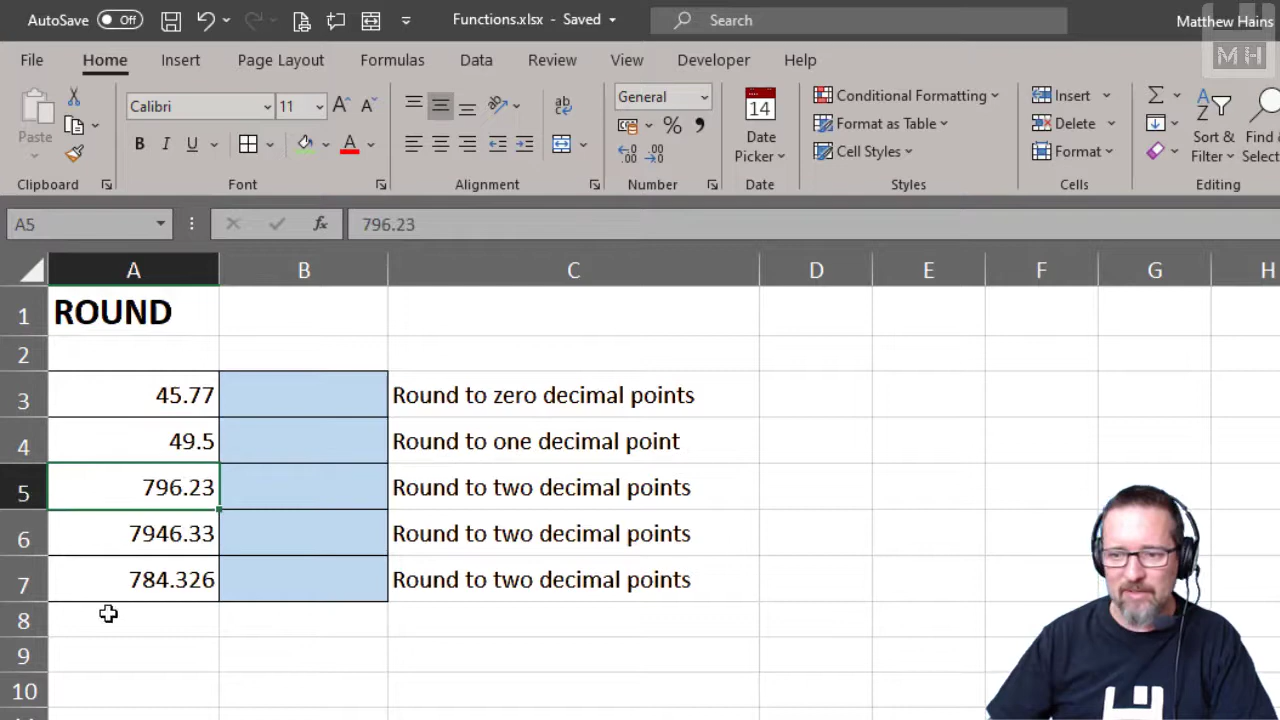 AutoSave Off Functions.xlsx - Saved Search Matthew Hains
MH
File Home Insert Page Layout Formulas Data Review View Developer Help
Paste Calibri 11 B I U A ab General % 14 Date Picker Conditional Formatting Format as Table Cell Styles Insert Delete Format Sort & Filter Find Select
Clipboard Font Alignment Number Date Styles Cells Editing
A5 fx 796.23
A B C D E F G H
1 ROUND
2
3 45.77 Round to zero decimal points
4 49.5 Round to one decimal point
5 796.23 Round to two decimal points
6 7946.33 Round to two decimal points
7 784.326 Round to two decimal points
8
9
10